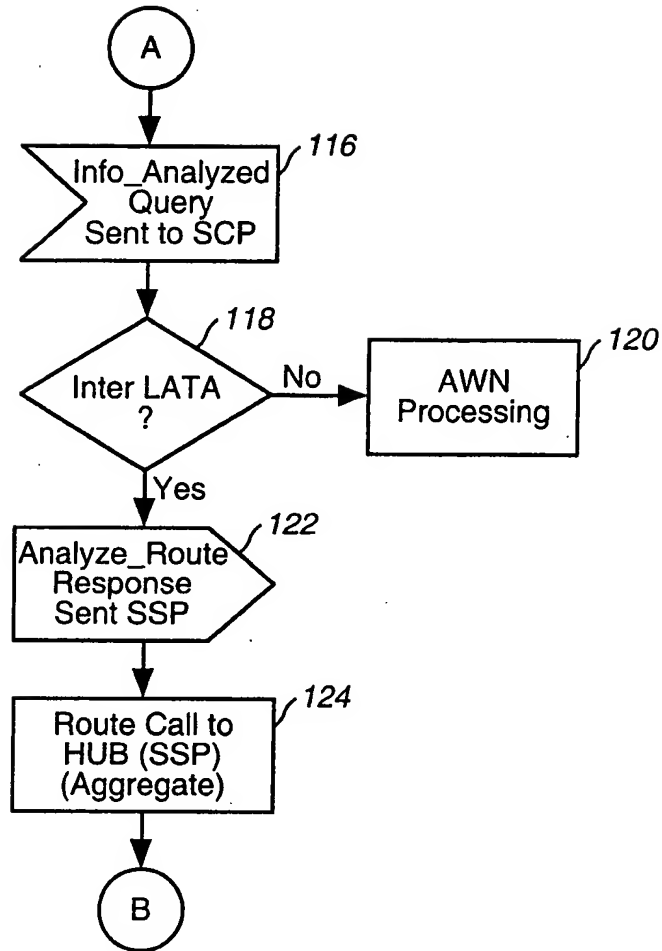 A
116
Info_Analyzed
Query
Sent to SCP
118
Inter LATA
?
No
120
AWN
Processing
Yes
122
Analyze_Route
Response
Sent SSP
124
Route Call to
HUB (SSP)
(Aggregate)
B